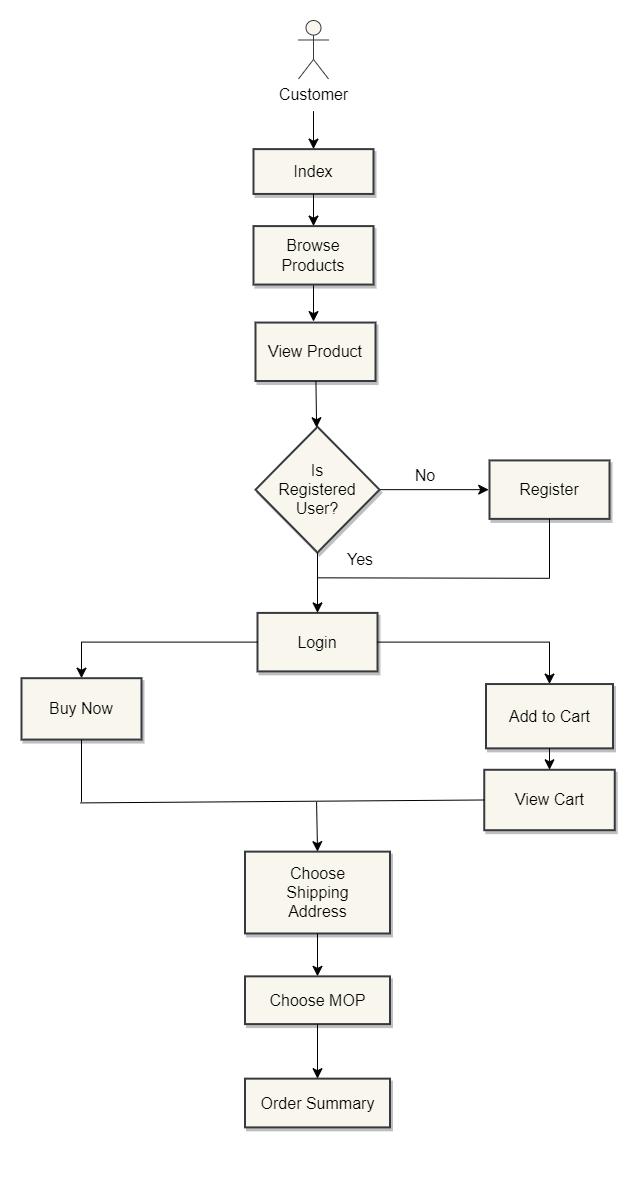 Customer
Index
Browse
Products
View Product
Is
Registered
User?
No
Register
Yes
Login
Buy Now
Add to Cart
View Cart
Choose
Shipping
Address
Choose MOP
Order Summary